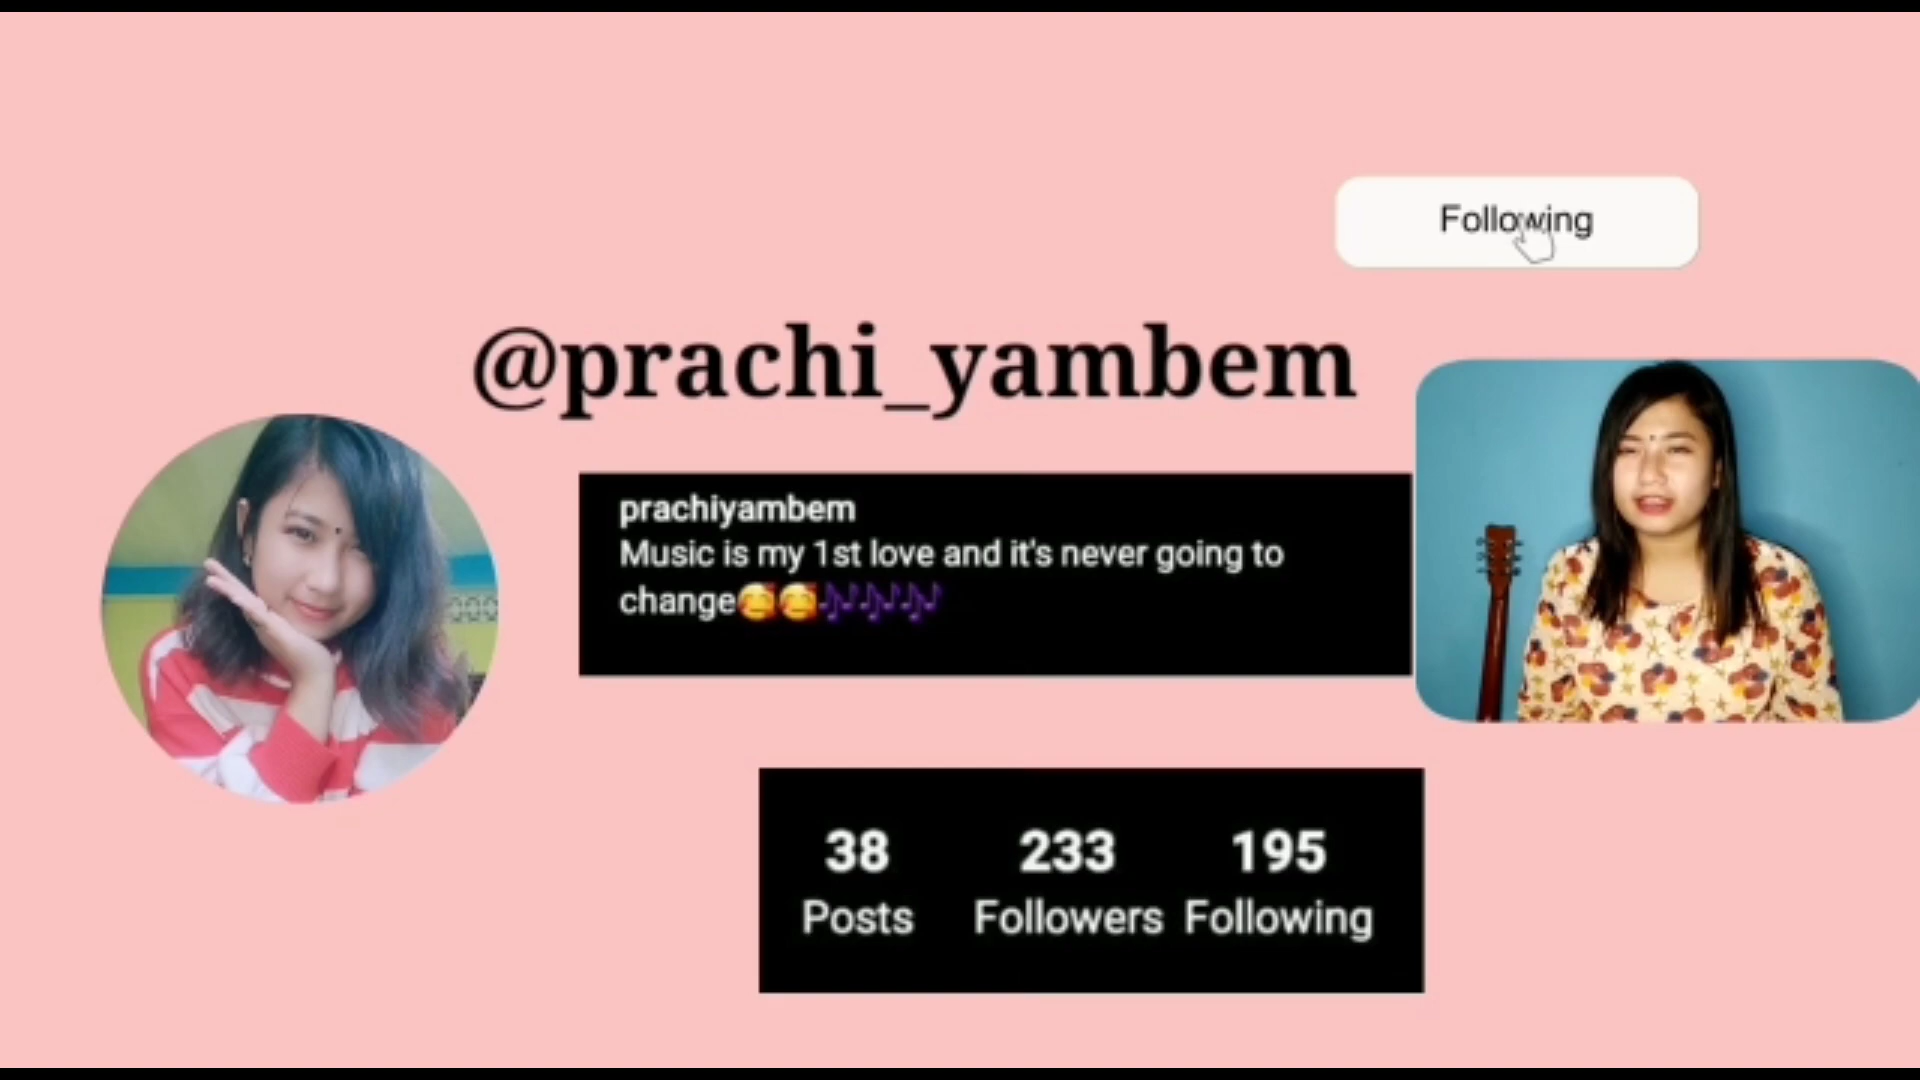 Following
@prachi_yambem
prachiyambem
Music is my 1st love and it's never going to
change🥰🥰🎶🎶🎶
38 233 195
Posts Followers Following